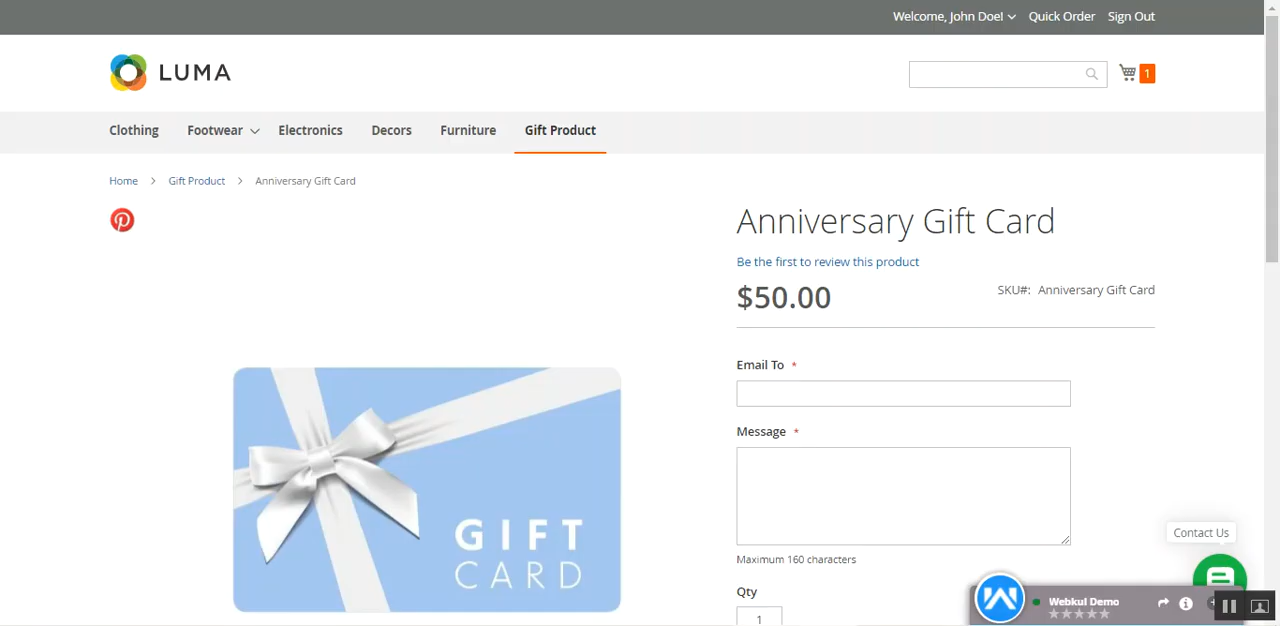 Welcome, John Doe! Quick Order Sign Out
LUMA
1
Clothing Footwear Electronics Decors Furniture Gift Product
Home > Gift Product > Anniversary Gift Card
Anniversary Gift Card
Be the first to review this product
$50.00
SKU#: Anniversary Gift Card
Email To *
Message *
Maximum 160 characters
Qty
1
GIFT
CARD
Contact Us
Webkul Demo